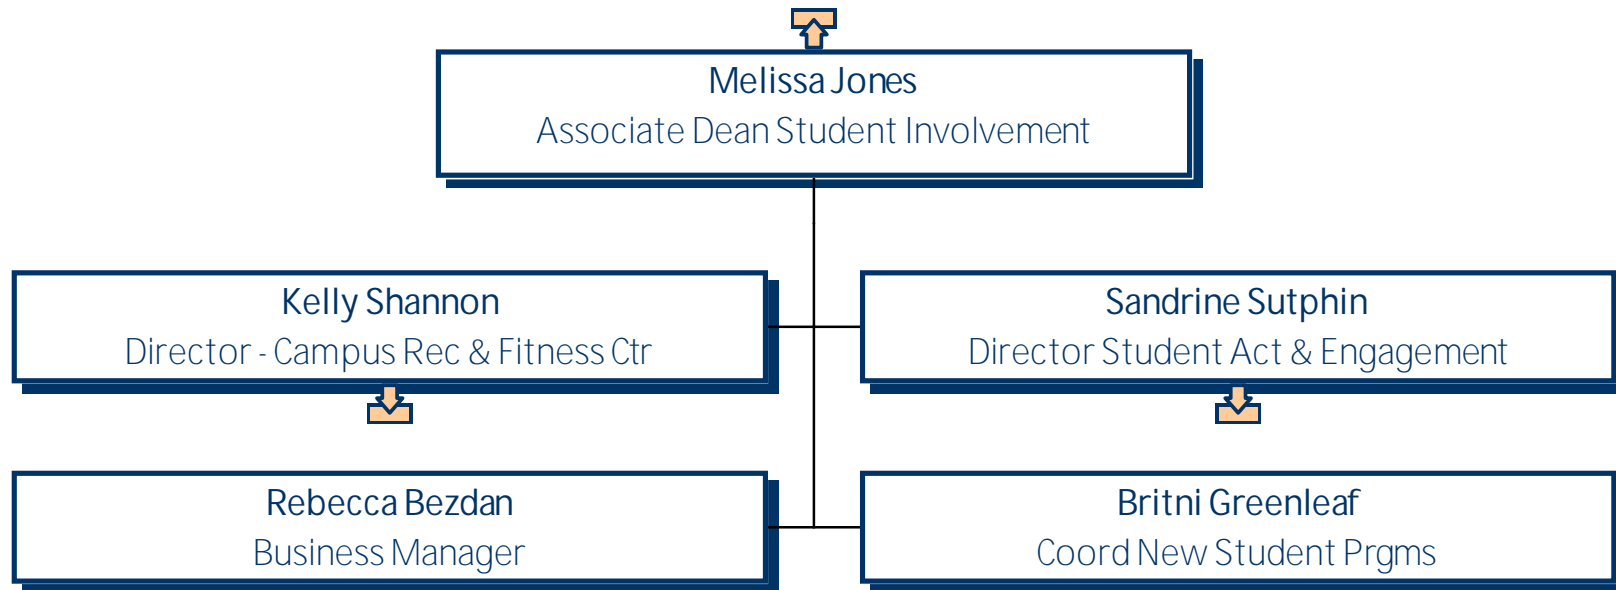 Melissa Jones
Associate Dean Student Involvement
Kelly Shannon
Director - Campus Rec & Fitness Ctr
Sandrine Sutphin
Director Student Act & Engagement
Rebecca Bezdan
Business Manager
Britni Greenleaf
Coord New Student Prgms